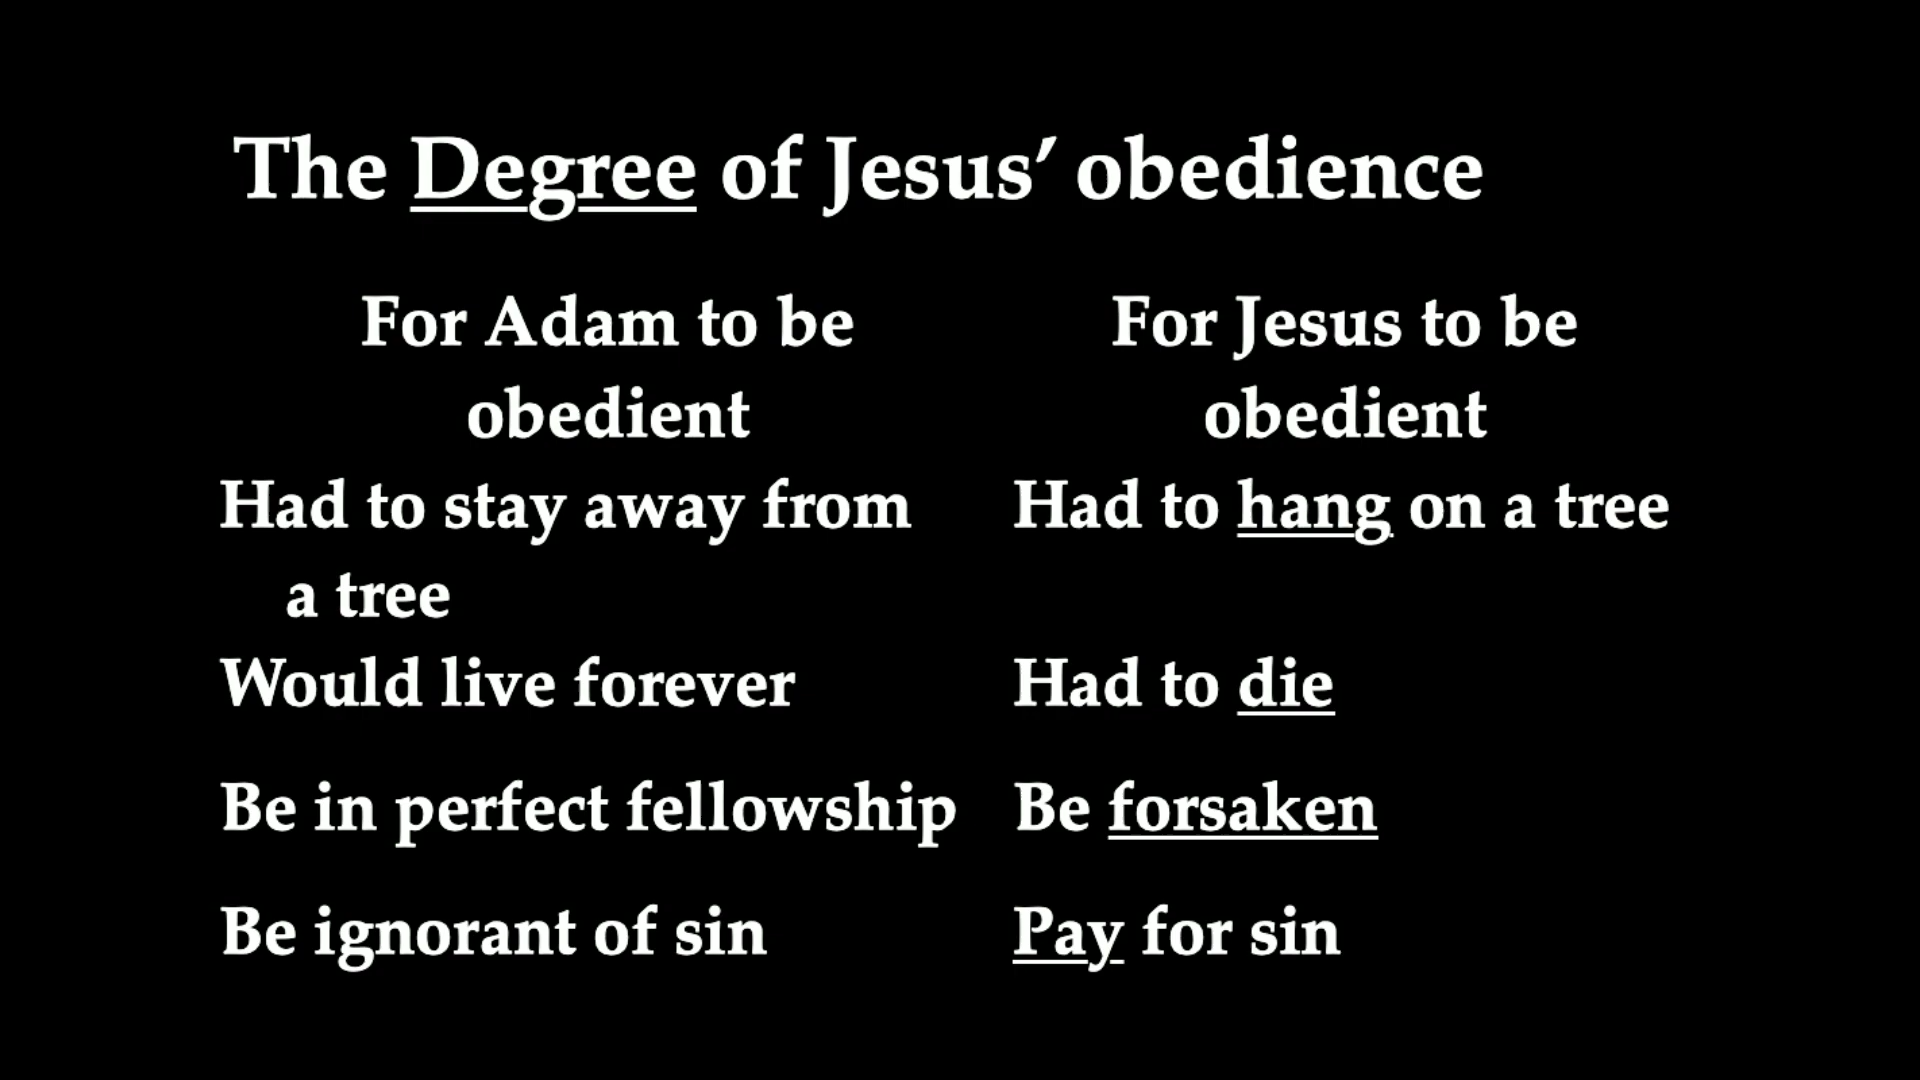 The Degree of Jesus’ obedience
For Adam to be
obedient
For Jesus to be
obedient
Had to stay away from
a tree
Had to hang on a tree
Would live forever
Had to die
Be in perfect fellowship
Be forsaken
Be ignorant of sin
Pay for sin